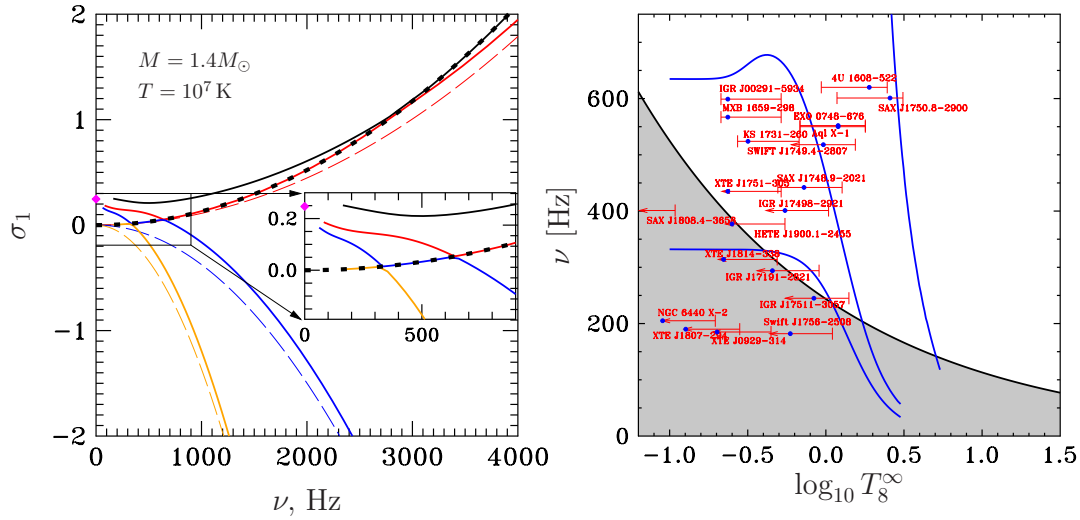 M = 1.4M☉
T = 10⁷ K
σ₁
2
1
0
−1
−2
0.2
0.0
0
500
0
1000
2000
3000
4000
ν, Hz
ν [Hz]
600
400
200
0
−1.0
−0.5
0.0
0.5
1.0
1.5
log₁₀ T₈^∞
4U 1608−522
IGR J00291−5934
SAX J1750.8−2900
MXB 1659−298
EXO 0748−676
KS 1731−260
Aql X−1
SWIFT J1749.4−2807
SAX J1748.9−2021
XTE J1751−305
IGR J17498−2921
SAX J1808.4−3658
HETE J1900.1−2455
XTE J1814−338
IGR J17191−2821
IGR J17511−3057
NGC 6440 X−2
Swift J1756−2508
XTE J1807−294
XTE J0929−314